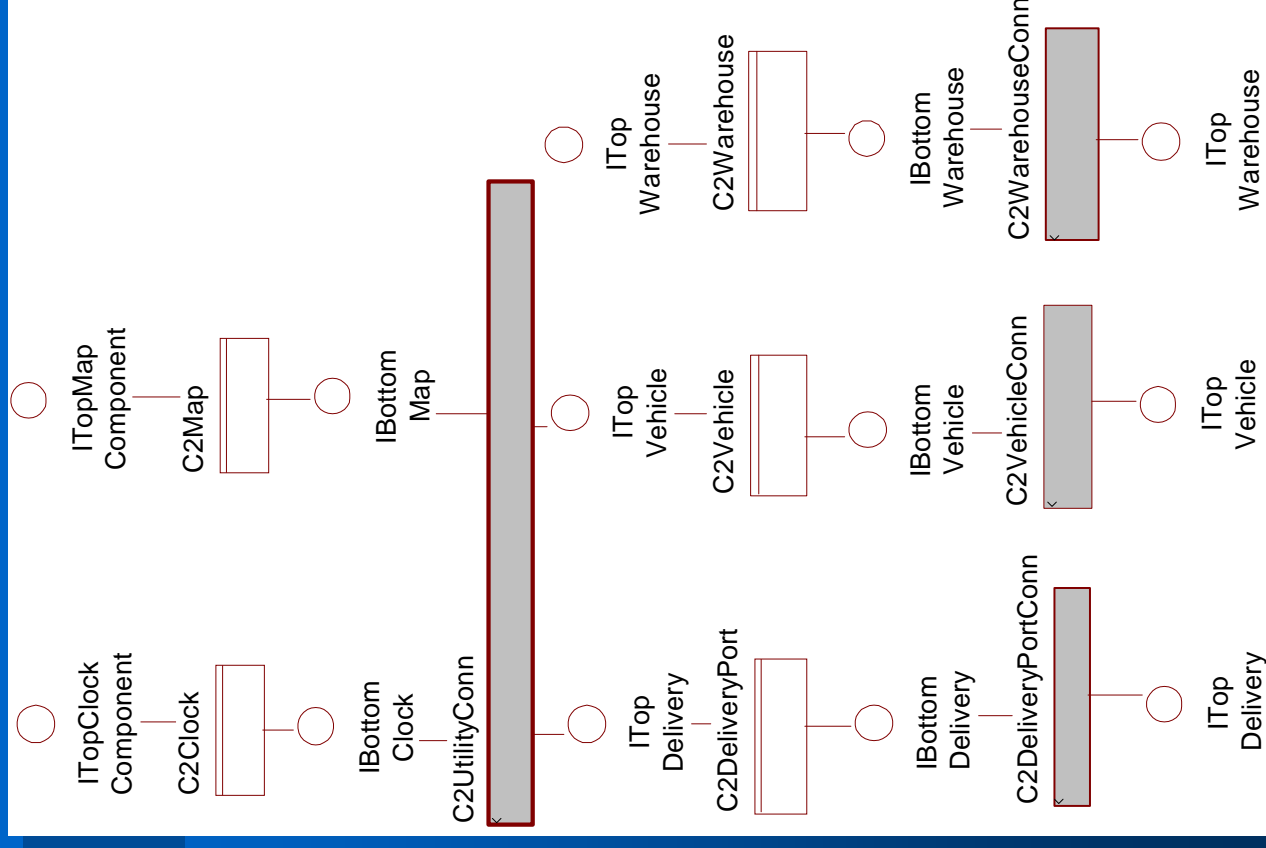 ITopClock
Component
ITopMap
Component
C2Clock
C2Map
IBottom
Clock
IBottom
Map
C2UtilityConn
ITop
Delivery
ITop
Vehicle
ITop
Warehouse
C2DeliveryPort
C2Vehicle
C2Warehouse
IBottom
Delivery
IBottom
Vehicle
IBottom
Warehouse
C2DeliveryPortConn
C2VehicleConn
C2WarehouseConn
ITop
Delivery
ITop
Vehicle
ITop
Warehouse